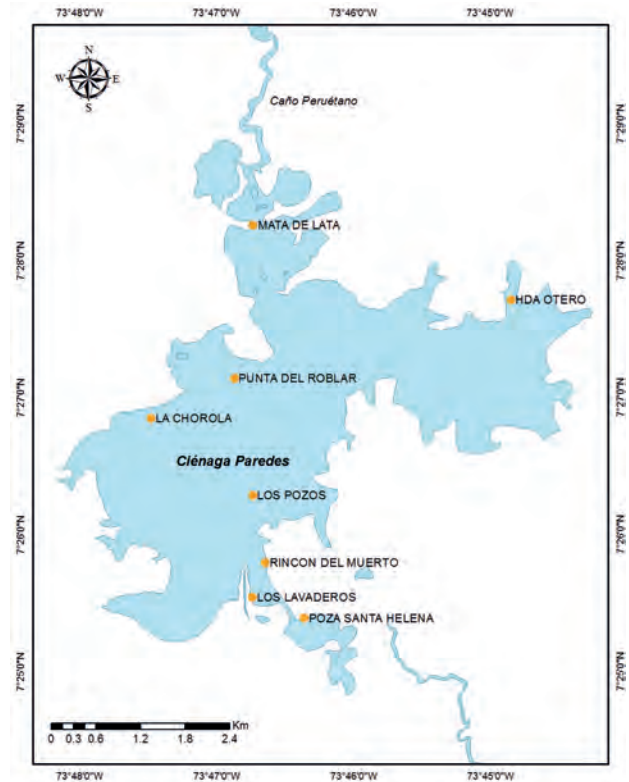 73°48'0"W 73°47'0"W 73°46'0"W 73°45'0"W
N
W E
S
Caño Peruétano
7°29'0"N 7°29'0"N
MATA DE LATA
7°28'0"N 7°28'0"N
HDA OTERO
PUNTA DEL ROBLAR
7°27'0"N 7°27'0"N
LA CHOROLA
Ciénaga Paredes
LOS POZOS
7°26'0"N 7°26'0"N
RINCON DEL MUERTO
LOS LAVADEROS
POZA SANTA HELENA
7°25'0"N 7°25'0"N
Km
0 0.3 0.6 1.2 1.8 2.4
73°48'0"W 73°47'0"W 73°46'0"W 73°45'0"W